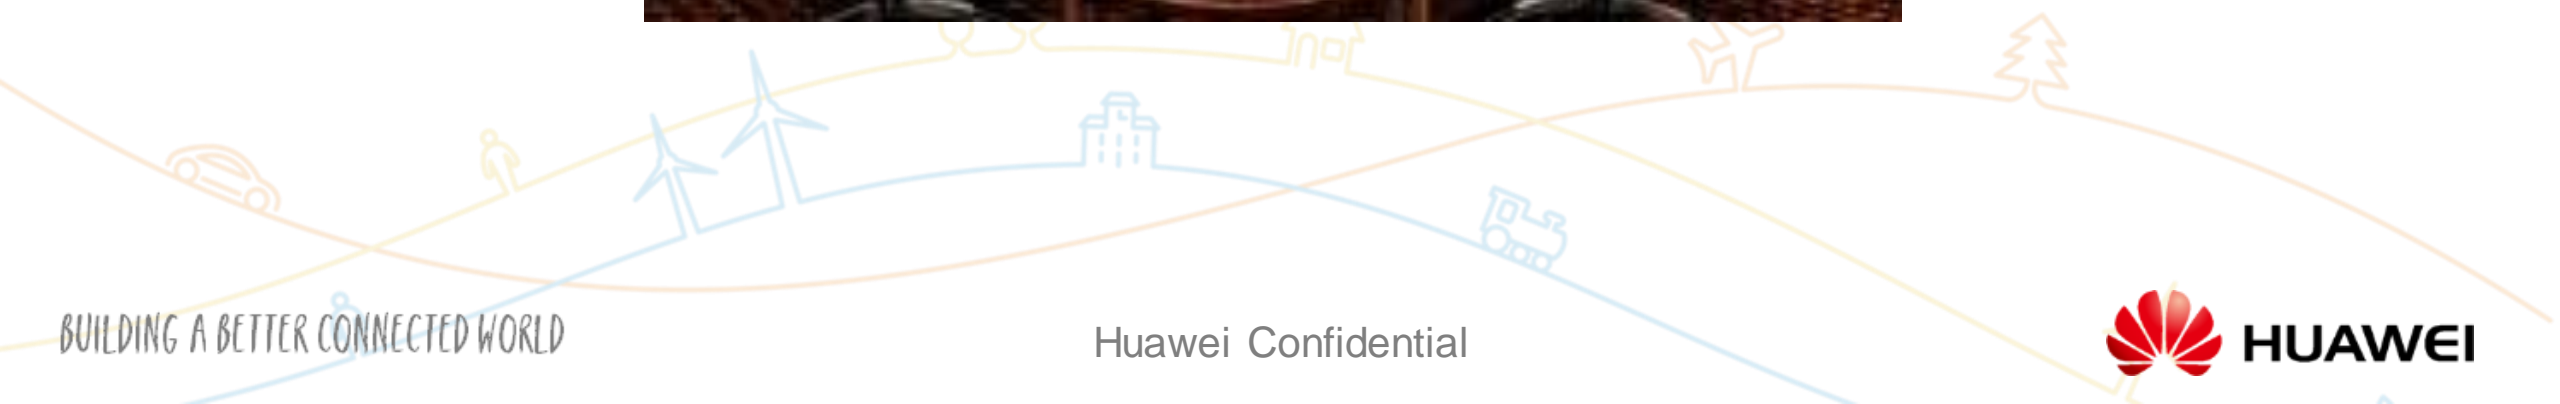 BUILDING A BETTER CONNECTED WORLD
Huawei Confidential
HUAWEI